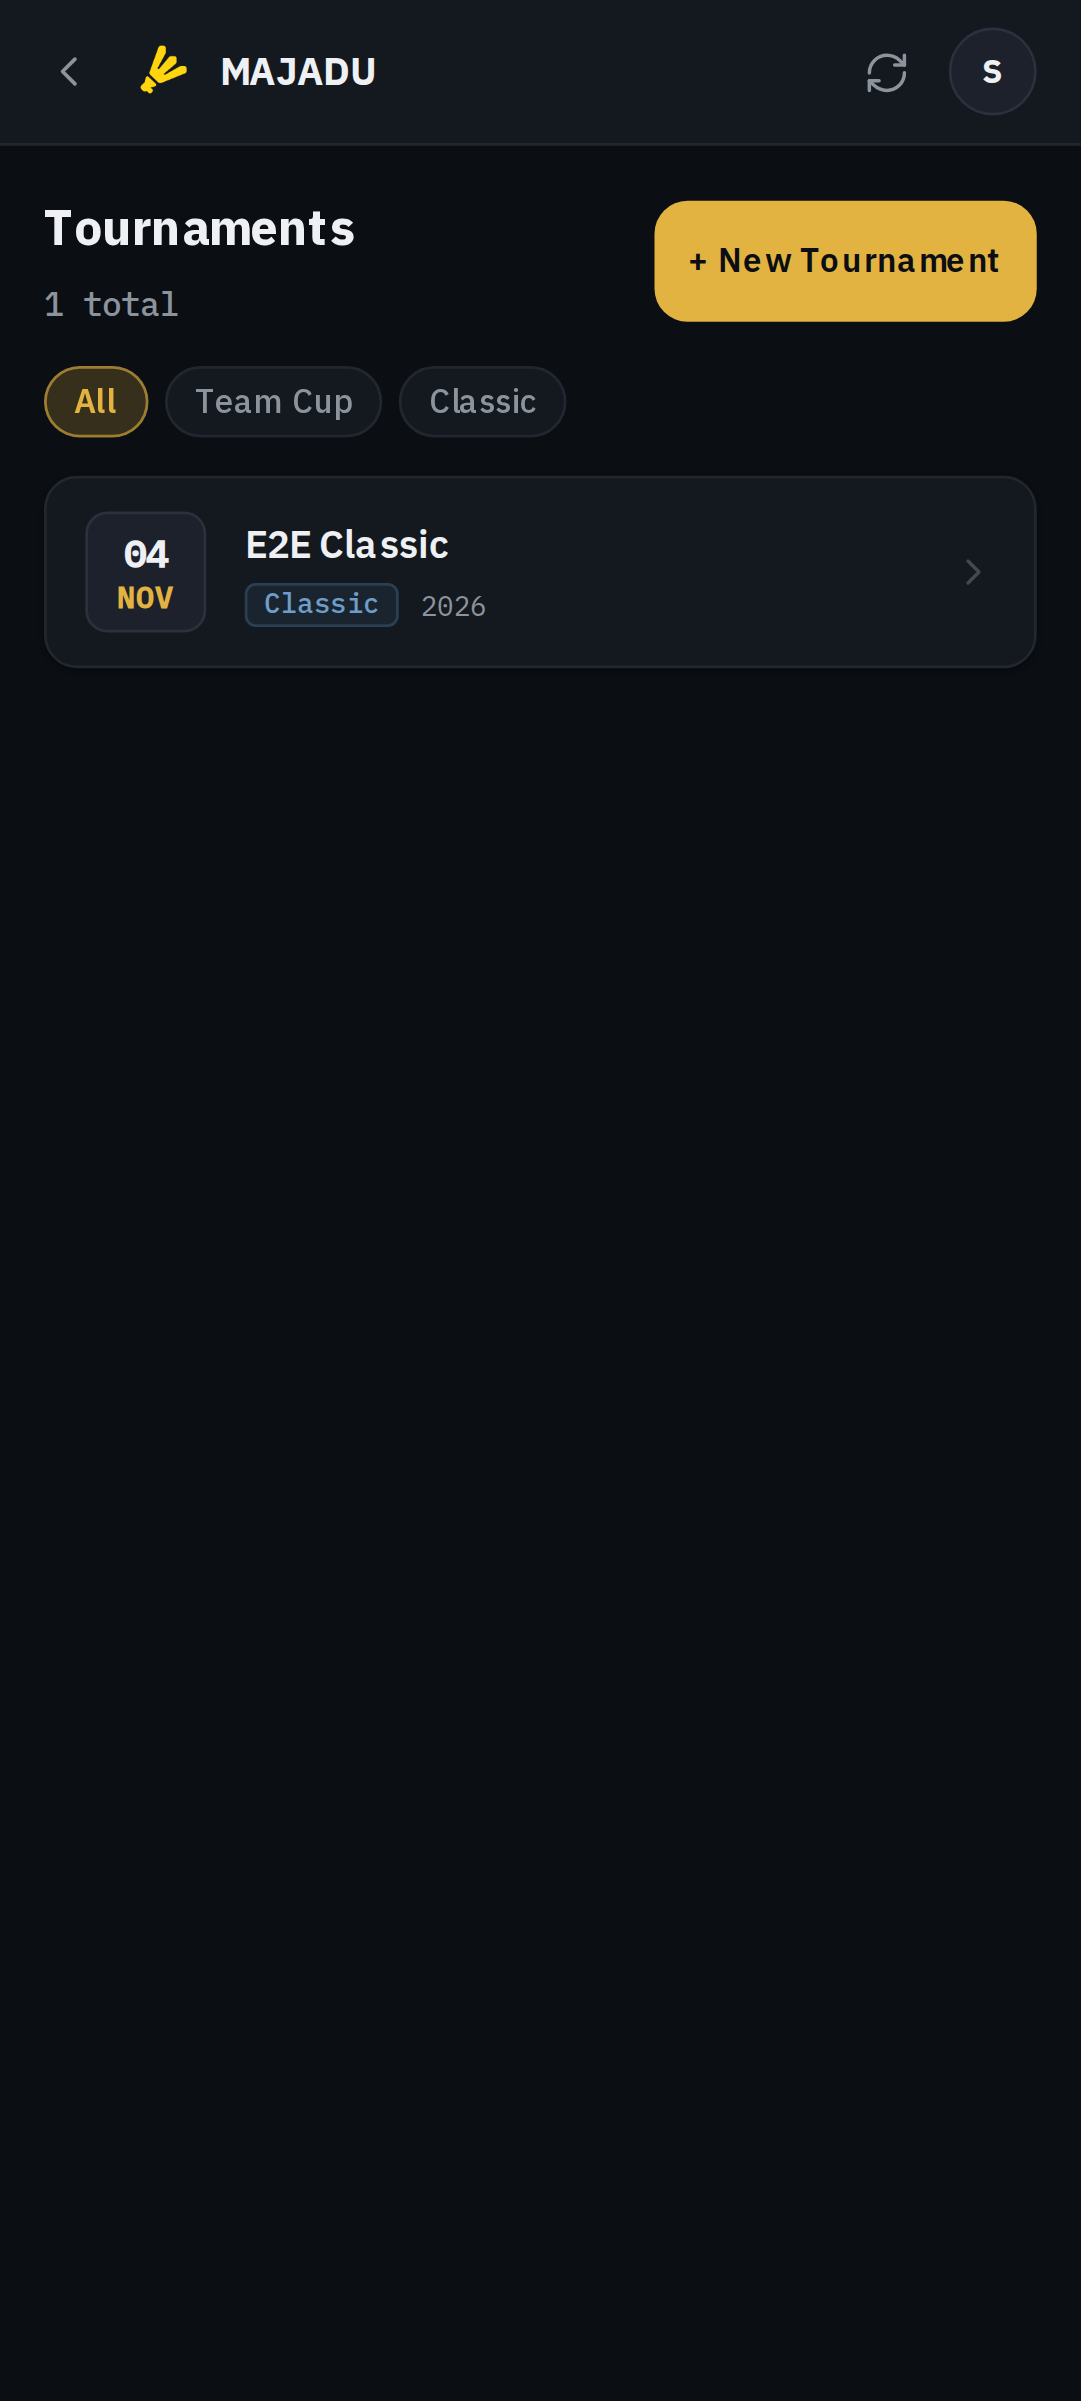 MAJADU
S
Tournaments
+ New Tournament
1 total
All
Team Cup
Classic
04
NOV
E2E Classic
Classic
2026